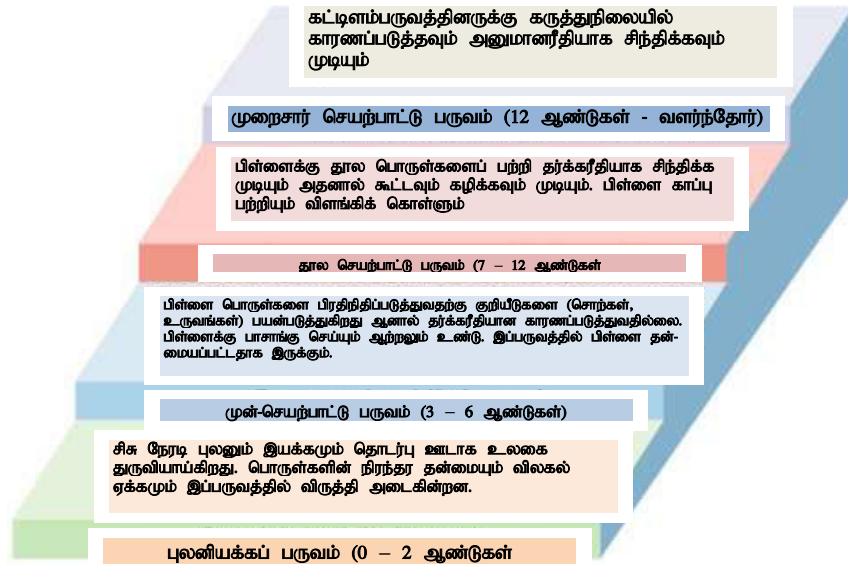 கட்டிளம்பருவத்தினருக்கு கருத்துநிலையில்
காரணப்படுத்தவும் அனுமானரீதியாக சிந்திக்கவும்
முடியும்
முறைசார் செயற்பாட்டு பருவம் (12 ஆண்டுகள் - வளர்ந்தோர்)
பிள்ளைக்கு தூல பொருள்களைப் பற்றி தர்க்கரீதியாக சிந்திக்க
முடியும் அதனால் கூட்டவும் கழிக்கவும் முடியும். பிள்ளை காப்பு
பற்றியும் விளங்கிக் கொள்ளும்
தூல செயற்பாட்டு பருவம் (7 – 12 ஆண்டுகள்
பிள்ளை பொருள்களை பிரதிநிதிப்படுத்துவதற்கு குறியீடுகளை (சொற்கள்,
உருவங்கள்) பயன்படுத்துகிறது ஆனால் தர்க்கரீதியான காரணப்படுத்துவதில்லை.
பிள்ளைக்கு பாசாங்கு செய்யும் ஆற்றலும் உண்டு. இப்பருவத்தில் பிள்ளை தன்-
மையப்பட்டதாக இருக்கும்.
முன்-செயற்பாட்டு பருவம் (3 – 6 ஆண்டுகள்)
சிசு நேரடி புலனும் இயக்கமும் தொடர்பு ஊடாக உலகை
துருவியாய்கிறது. பொருள்களின் நிரந்தர தன்மையும் விலகல்
ஏக்கமும் இப்பருவத்தில் விருத்தி அடைகின்றன.
புலனியக்கப் பருவம் (0 – 2 ஆண்டுகள்